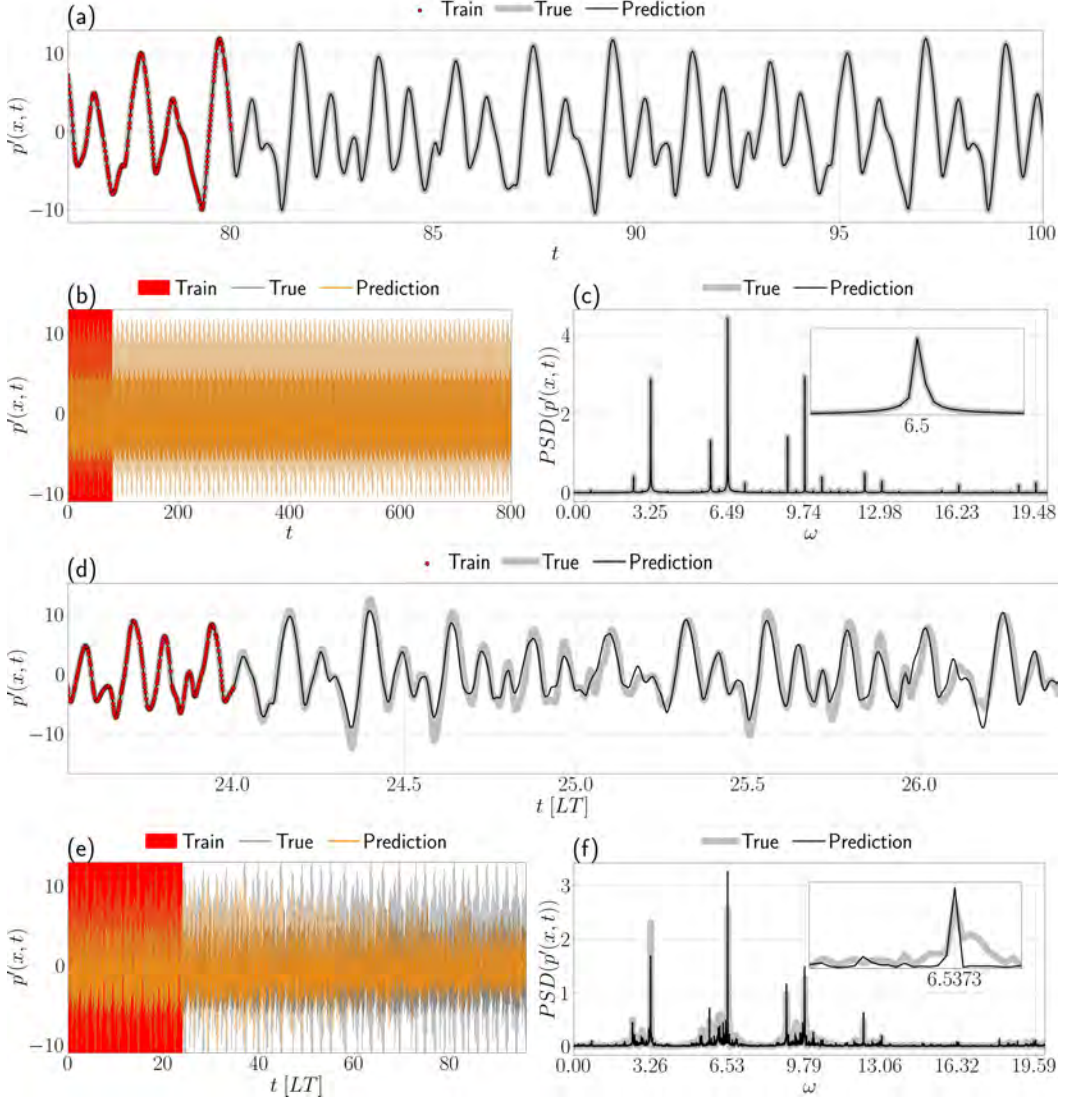 (a)
Train True Prediction
10
0
−10
p′(x, t)
80 85 90 95 100
t
(b)
Train True Prediction
10
0
−10
p′(x, t)
0 200 400 600 800
t
(c)
True Prediction
4
2
0
PSD(p′(x, t))
6.5
0.00 3.25 6.49 9.74 12.98 16.23 19.48
ω
(d)
Train True Prediction
10
0
−10
p′(x, t)
24.0 24.5 25.0 25.5 26.0
t [LT]
(e)
Train True Prediction
10
0
−10
p′(x, t)
0 20 40 60 80
t [LT]
(f)
True Prediction
3
2
1
0
PSD(p′(x, t))
6.5373
0.00 3.26 6.53 9.79 13.06 16.32 19.59
ω